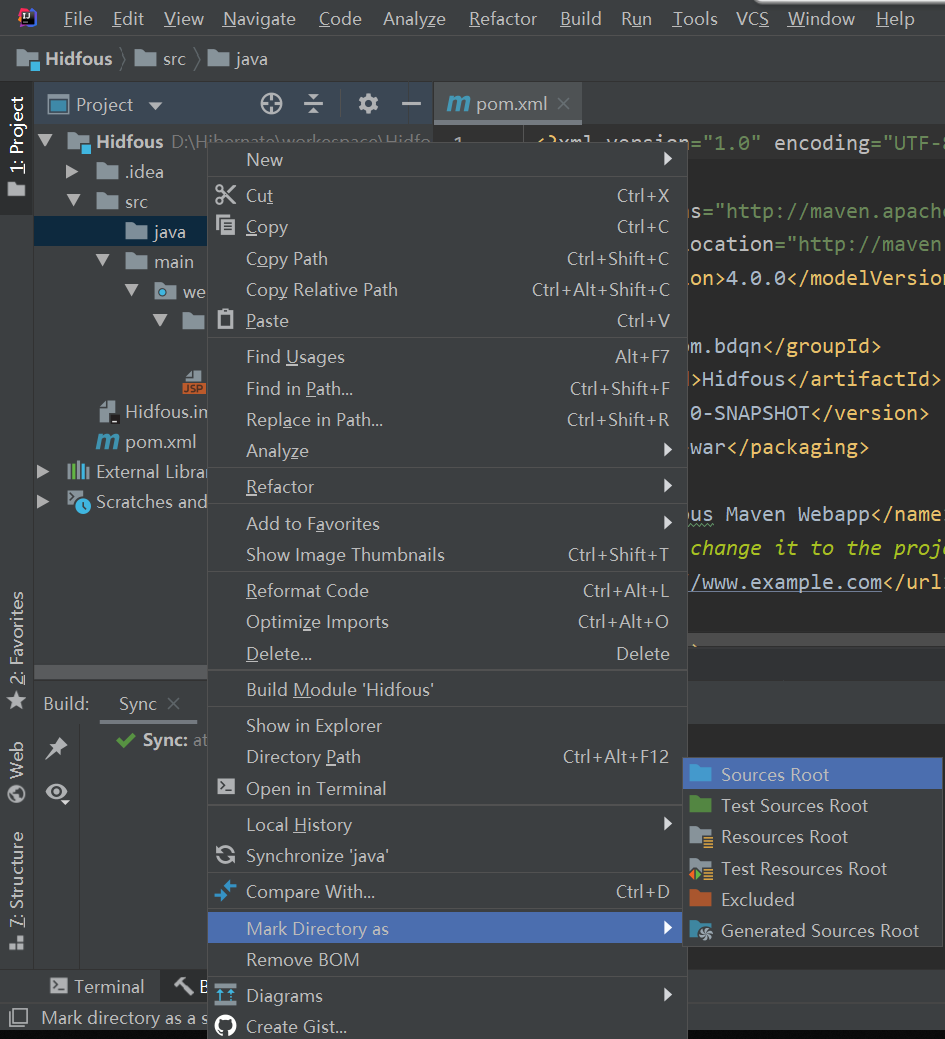 File Edit View Navigate Code Analyze Refactor Build Run Tools VCS Window Help
Hidfous src java
1: Project
Project
pom.xml
Hidfous D:\Hibernate\workespace\Hidfo
.idea
src
java
main
we
JSP
Hidfous.im
pom.xml
External Librar
Scratches and
1 <?xml version="1.0" encoding="UTF-8
s="http://maven.apache
Location="http://maven.
on>4.0.0</modelVersion
om.bdqn</groupId>
>Hidfous</artifactId>
0-SNAPSHOT</version>
war</packaging>
us Maven Webapp</name>
change it to the proje
/www.example.com</url>
New
Cut Ctrl+X
Copy Ctrl+C
Copy Path Ctrl+Shift+C
Copy Relative Path Ctrl+Alt+Shift+C
Paste Ctrl+V
Find Usages Alt+F7
Find in Path... Ctrl+Shift+F
Replace in Path... Ctrl+Shift+R
Analyze
Refactor
Add to Favorites
Show Image Thumbnails Ctrl+Shift+T
Reformat Code Ctrl+Alt+L
Optimize Imports Ctrl+Alt+O
Delete... Delete
Build Module 'Hidfous'
Show in Explorer
Directory Path Ctrl+Alt+F12
Open in Terminal
Local History
Synchronize 'java'
Compare With... Ctrl+D
Mark Directory as
Remove BOM
Diagrams
Create Gist...
Sources Root
Test Sources Root
Resources Root
Test Resources Root
Excluded
Generated Sources Root
2: Favorites
Web
7: Structure
Build: Sync
Sync: at
Terminal B
Mark directory as a s